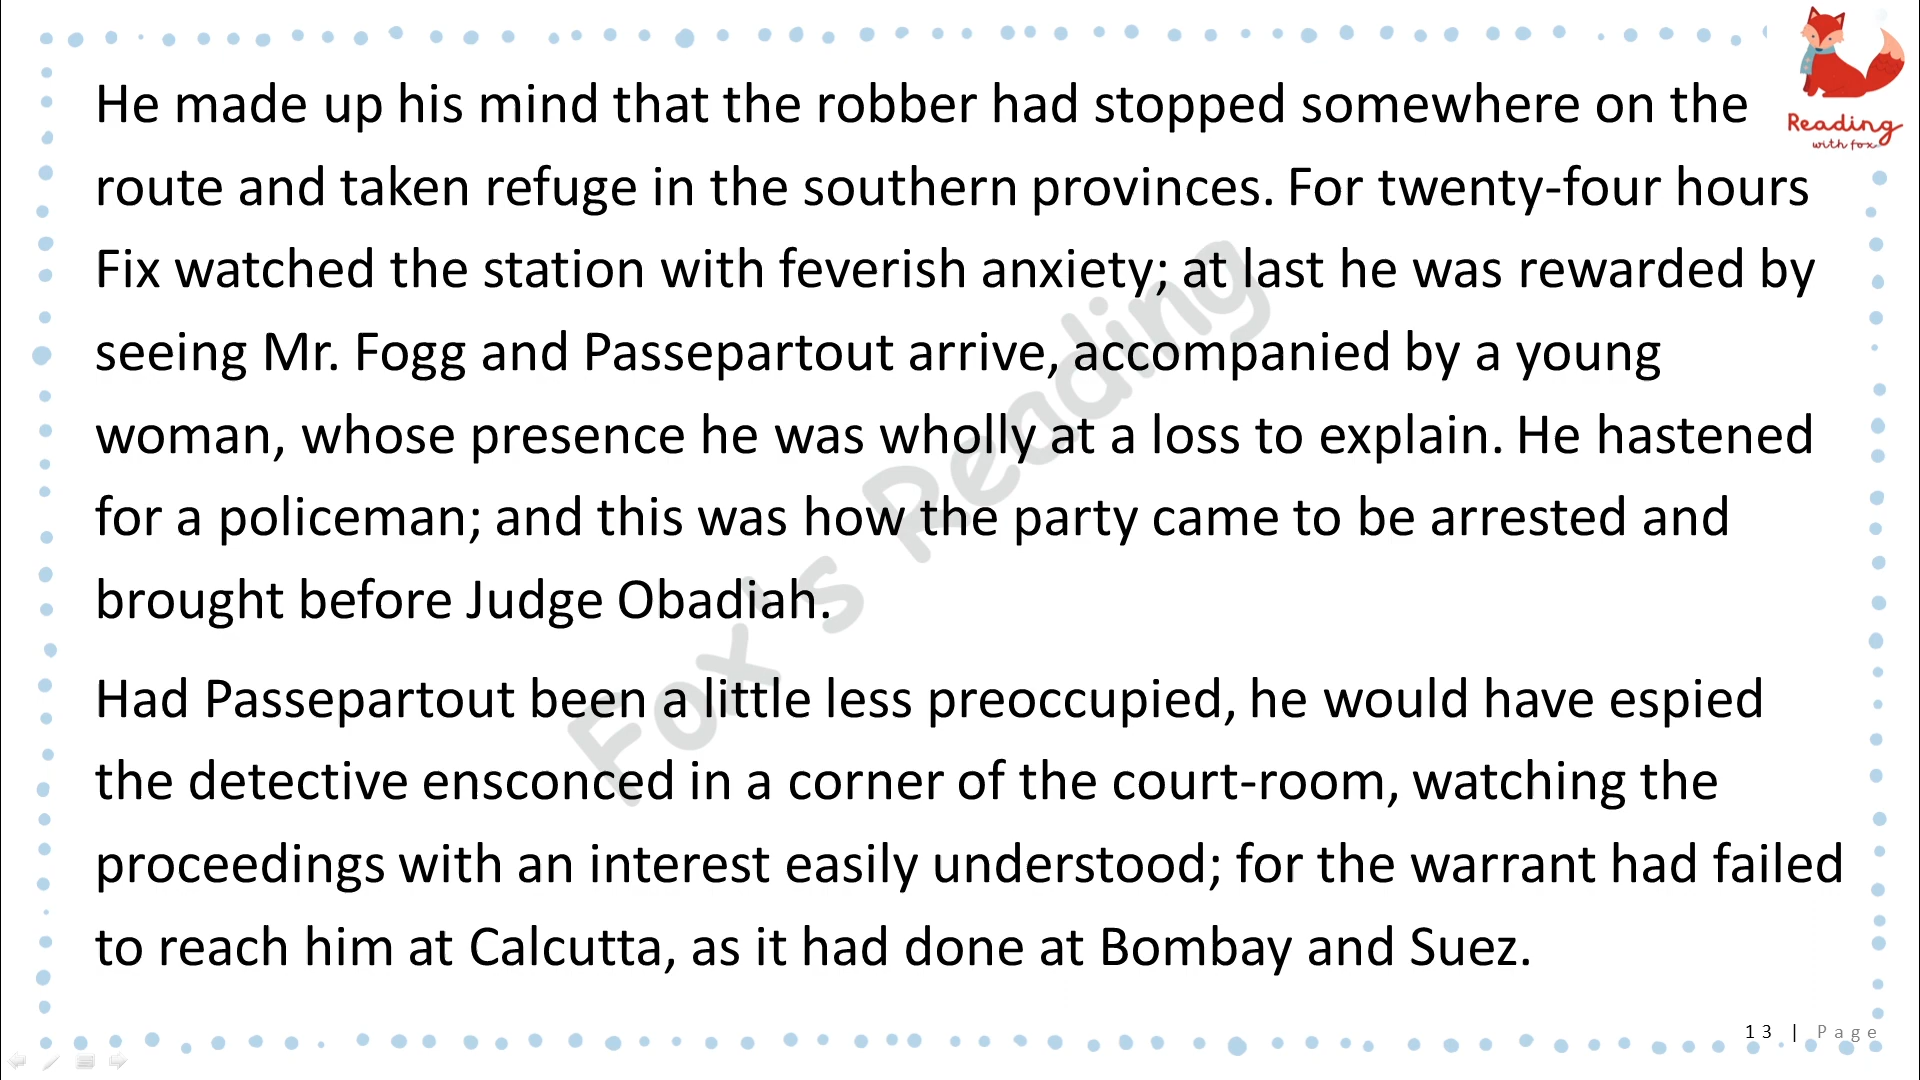 Reading
with fox
He made up his mind that the robber had stopped somewhere on the
route and taken refuge in the southern provinces. For twenty-four hours
Fix watched the station with feverish anxiety; at last he was rewarded by
seeing Mr. Fogg and Passepartout arrive, accompanied by a young
woman, whose presence he was wholly at a loss to explain. He hastened
for a policeman; and this was how the party came to be arrested and
brought before Judge Obadiah.
Had Passepartout been a little less preoccupied, he would have espied
the detective ensconced in a corner of the court-room, watching the
proceedings with an interest easily understood; for the warrant had failed
to reach him at Calcutta, as it had done at Bombay and Suez.
Fox's Reading
13 | Page